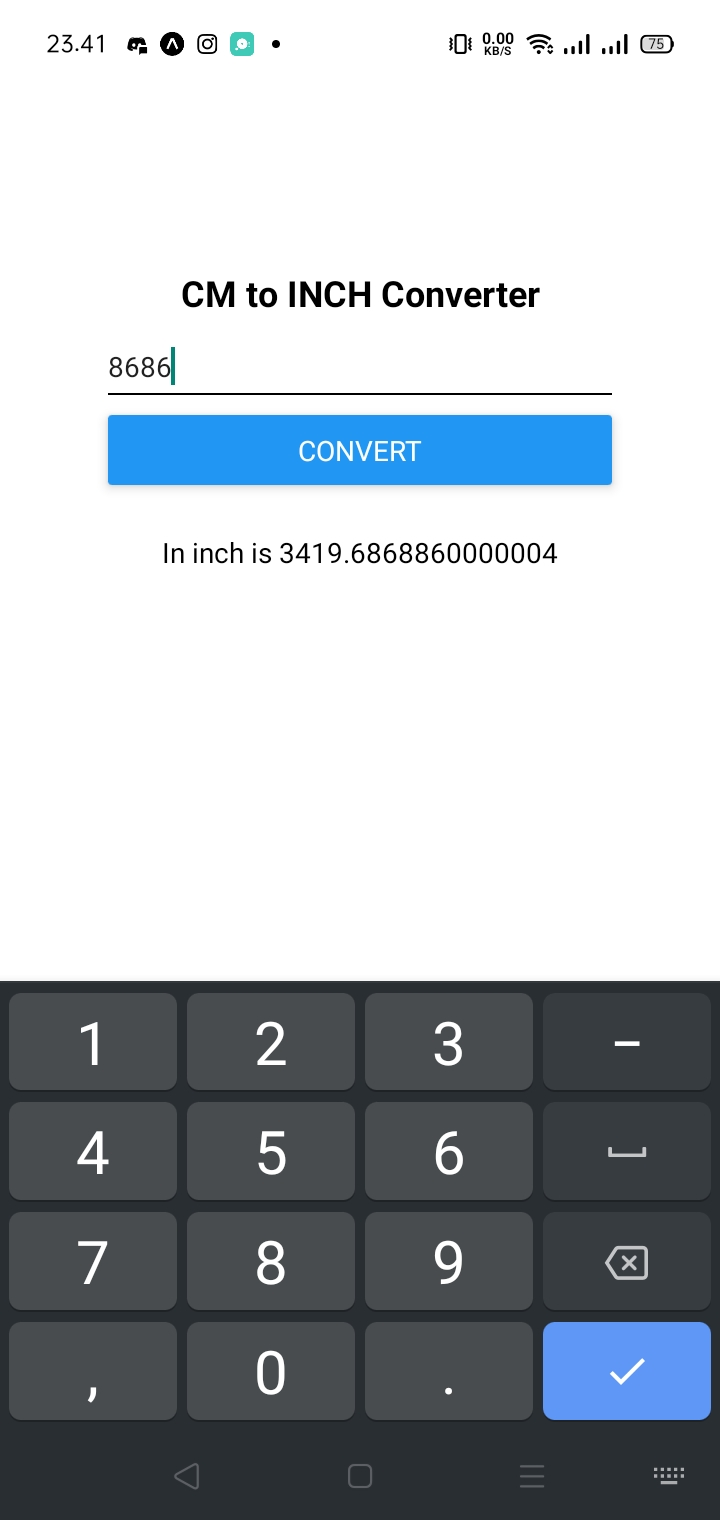 23.41 0.00 KB/S 75
CM to INCH Converter
8686
CONVERT
In inch is 3419.6868860000004
1 2 3 –
4 5 6
7 8 9
, 0 .